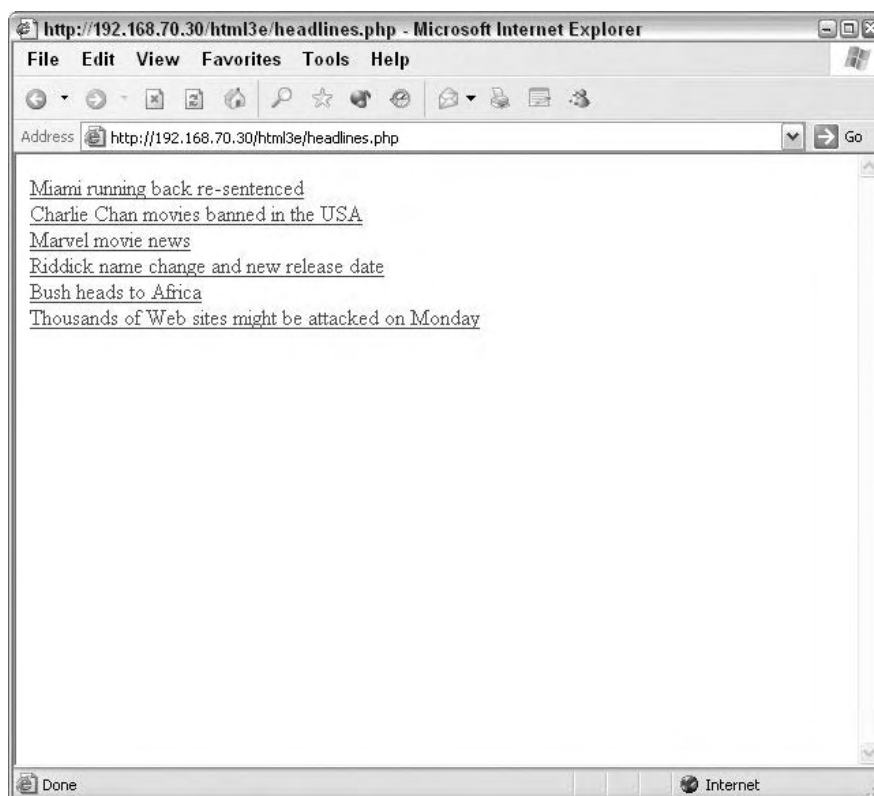 http://192.168.70.30/html3e/headlines.php - Microsoft Internet Explorer
File Edit View Favorites Tools Help
Address http://192.168.70.30/html3e/headlines.php Go
Miami running back re-sentenced
Charlie Chan movies banned in the USA
Marvel movie news
Riddick name change and new release date
Bush heads to Africa
Thousands of Web sites might be attacked on Monday
Done Internet